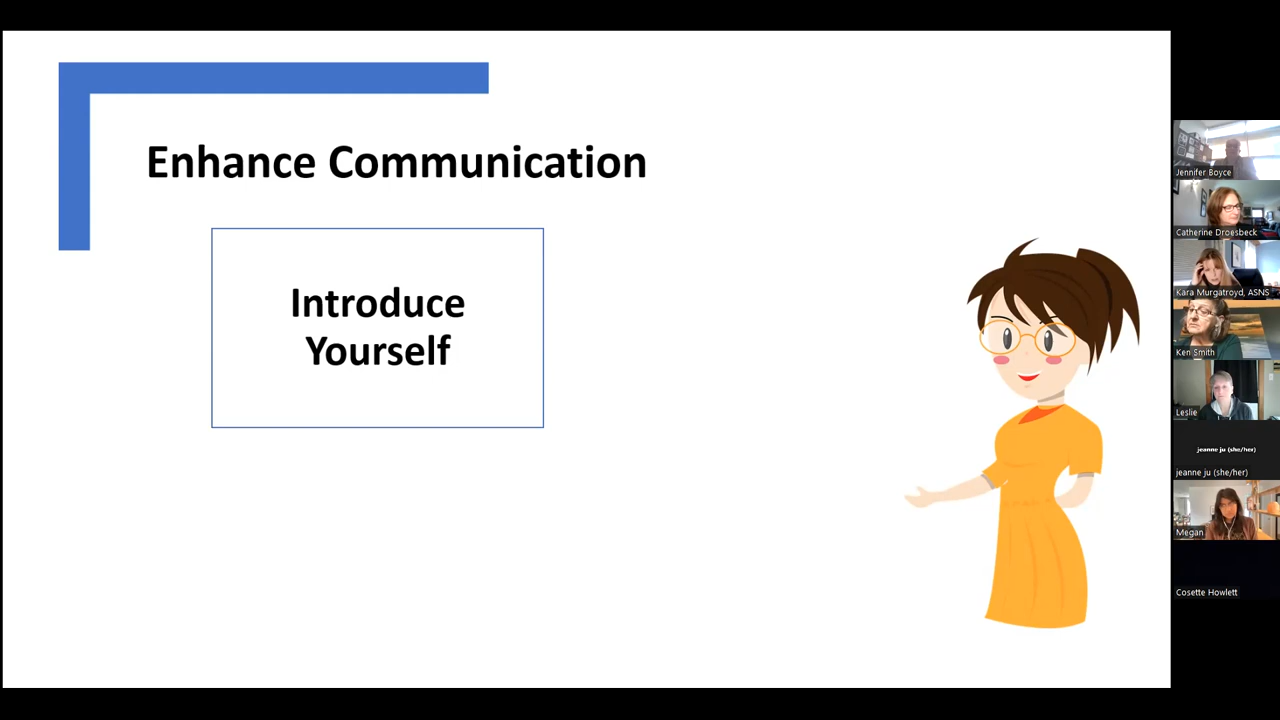 Enhance Communication
Introduce
Yourself
Jennifer Boyce
Catherine Droesbeck
Kara Murgatroyd, ASNS
Ken Smith
Leslie
jeanne ju (she/her)
jeanne ju (she/her)
Megan
Cosette Howlett